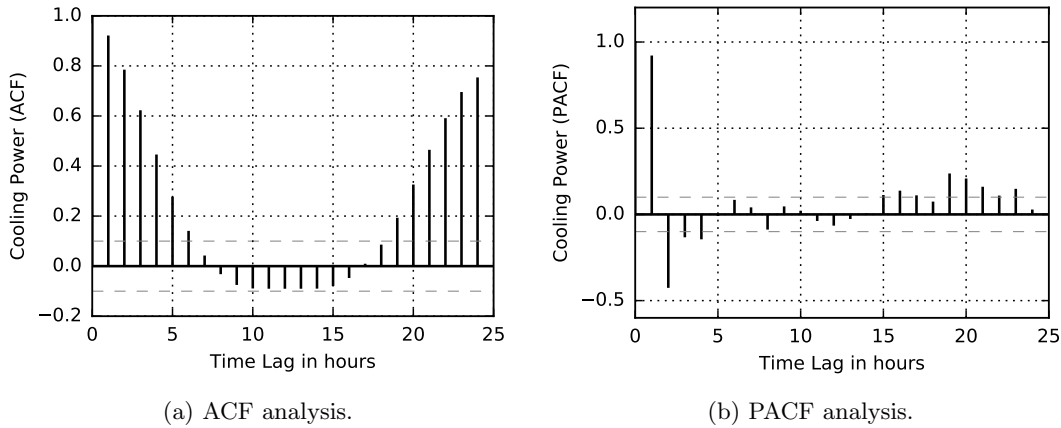 1.0
0.8
0.6
0.4
0.2
0.0
−0.2
Cooling Power (ACF)
0 5 10 15 20 25
Time Lag in hours
(a) ACF analysis.
1.0
0.5
0.0
−0.5
Cooling Power (PACF)
0 5 10 15 20 25
Time Lag in hours
(b) PACF analysis.